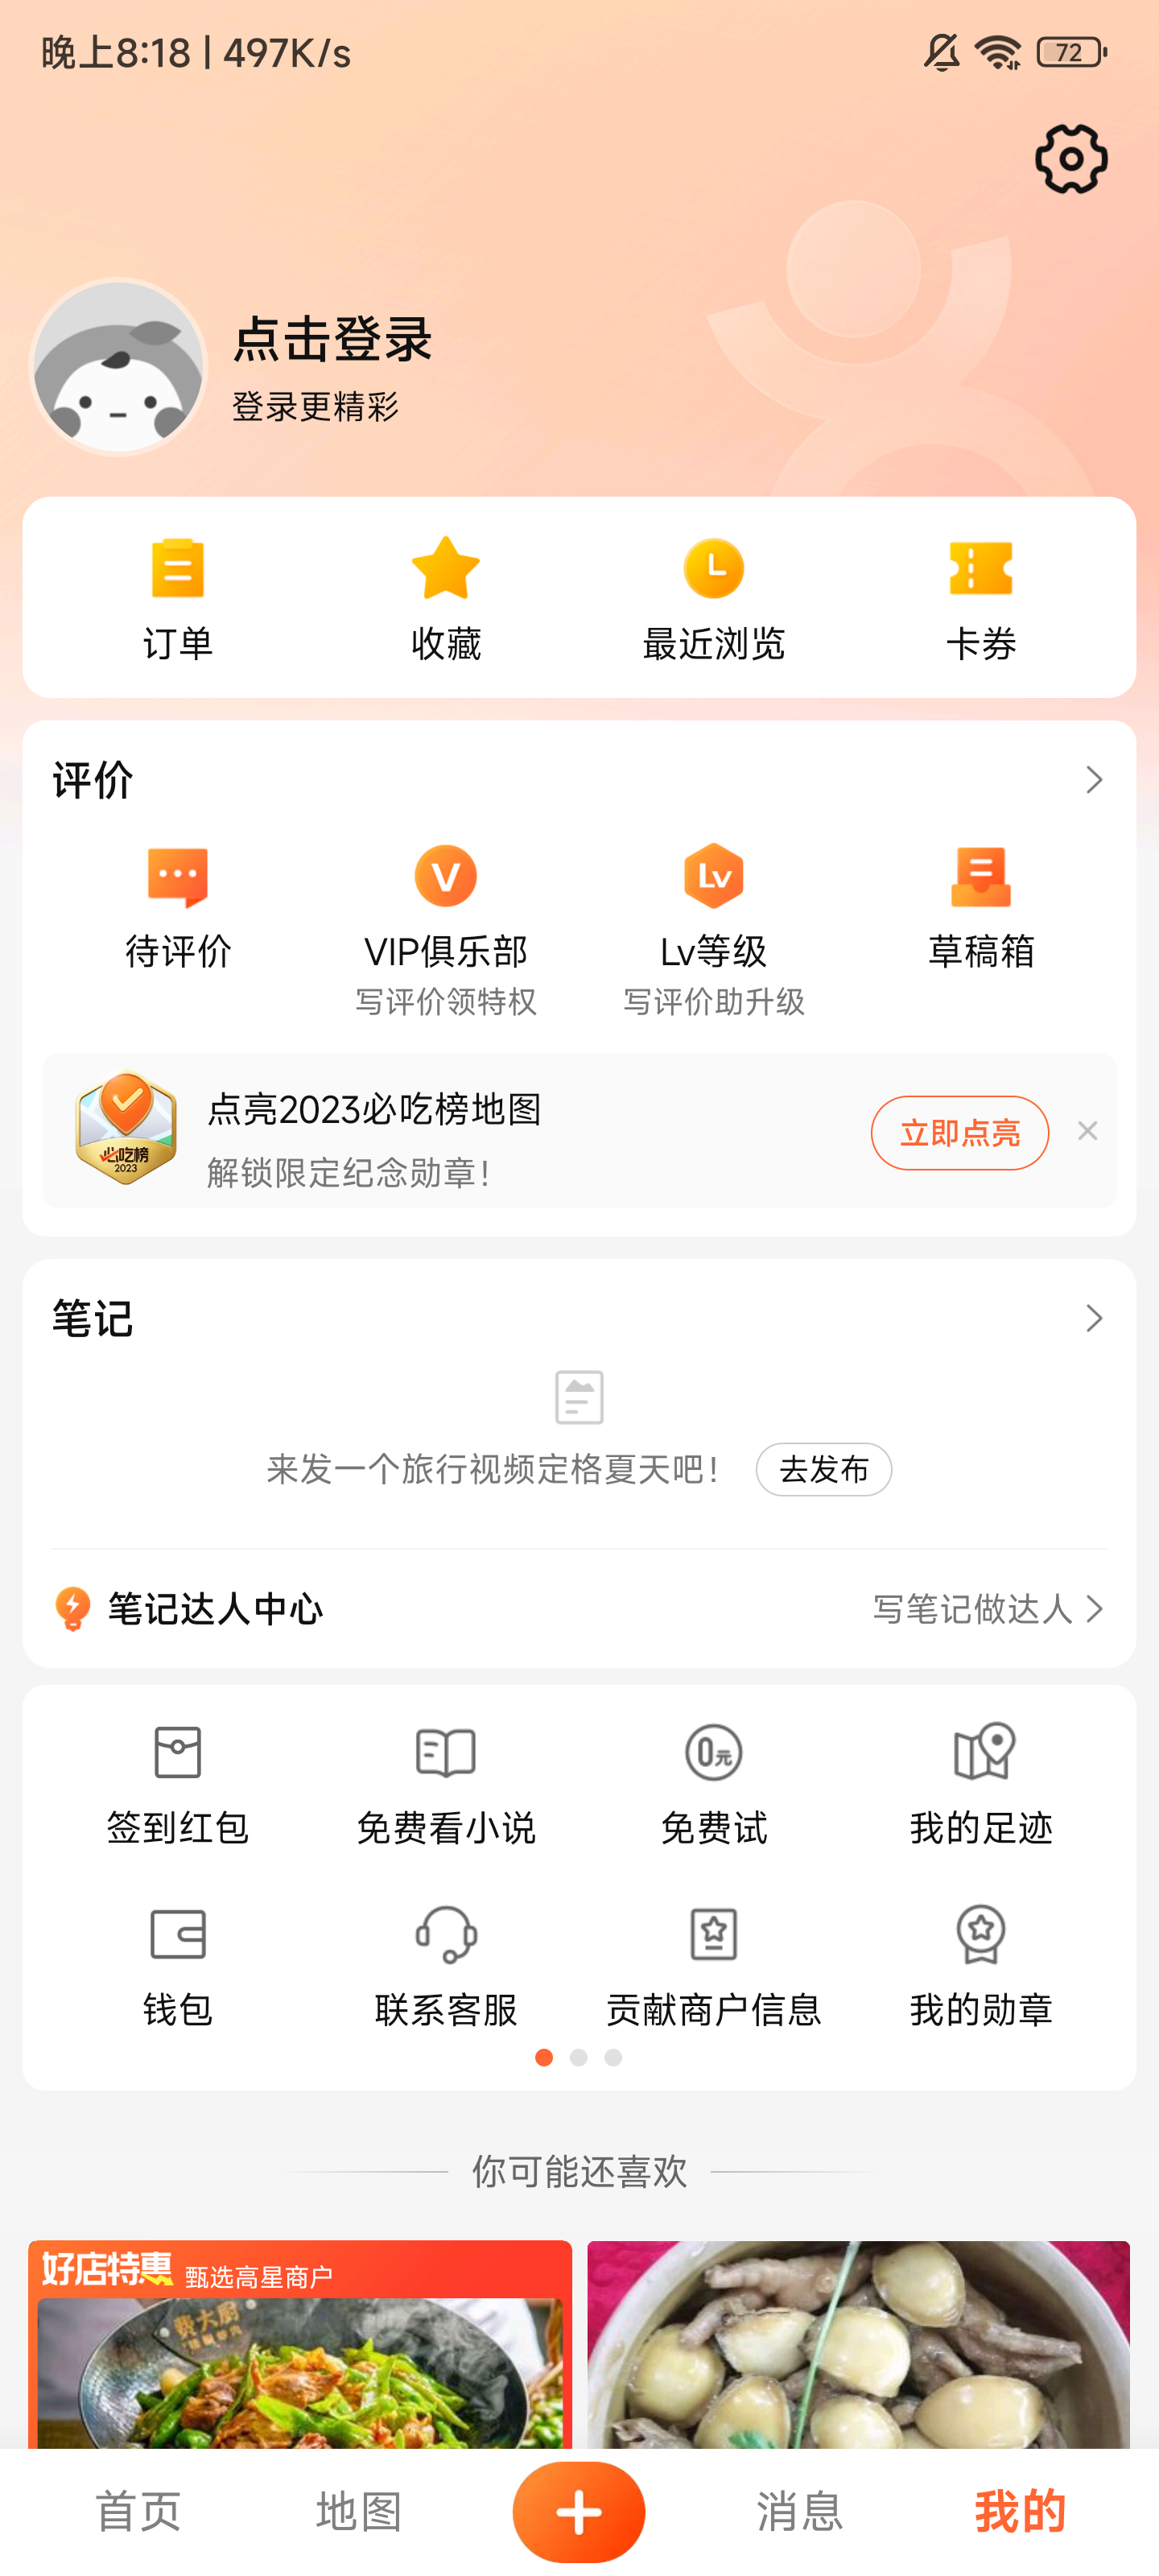 晚上8:18 | 497K/s
72
点击登录
登录更精彩
订单
收藏
最近浏览
卡券
评价
待评价
VIP俱乐部
Lv等级
草稿箱
写评价领特权
写评价助升级
点亮2023必吃榜地图
解锁限定纪念勋章！
必吃榜
2023
立即点亮
笔记
来发一个旅行视频定格夏天吧！
去发布
笔记达人中心
写笔记做达人
签到红包
免费看小说
0元
免费试
我的足迹
钱包
联系客服
贡献商户信息
我的勋章
你可能还喜欢
好店特惠 甄选高星商户
费大厨
首页
地图
消息
我的